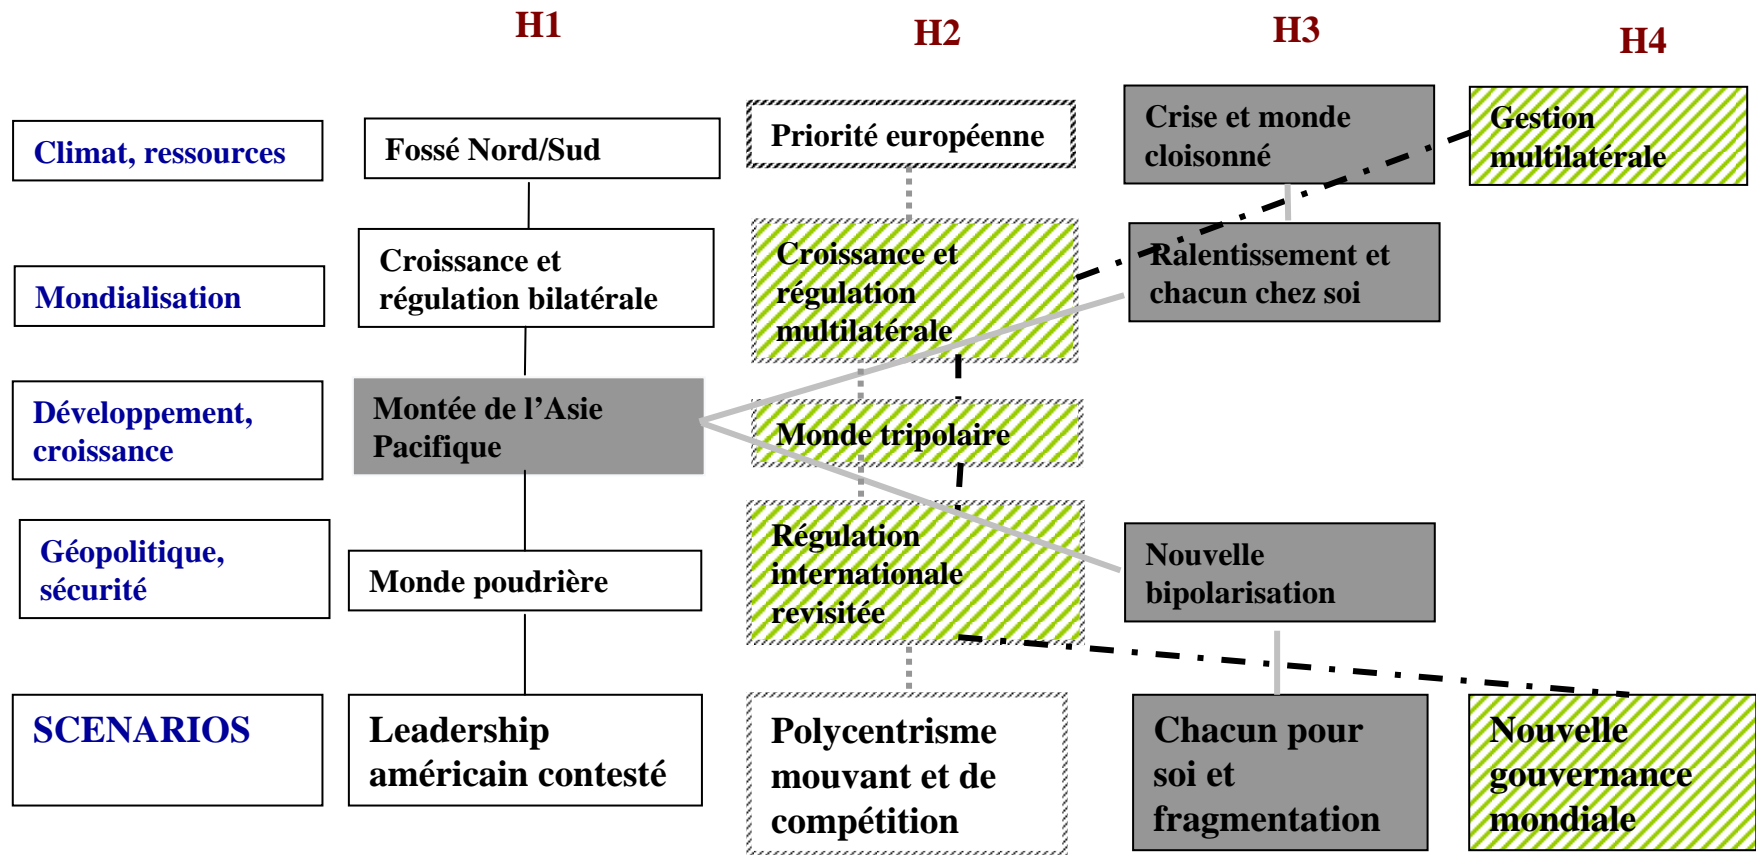 H1
H2
H3
H4
Climat, ressources
Fossé Nord/Sud
Priorité européenne
Crise et monde
cloisonné
Gestion
multilatérale
Mondialisation
Croissance et
régulation bilatérale
Croissance et
régulation
multilatérale
Ralentissement et
chacun chez soi
Développement,
croissance
Montée de l’Asie
Pacifique
Monde tripolaire
Géopolitique,
sécurité
Monde poudrière
Régulation
internationale
revisitée
Nouvelle
bipolarisation
SCENARIOS
Leadership
américain contesté
Polycentrisme
mouvant et de
compétition
Chacun pour
soi et
fragmentation
Nouvelle
gouvernance
mondiale